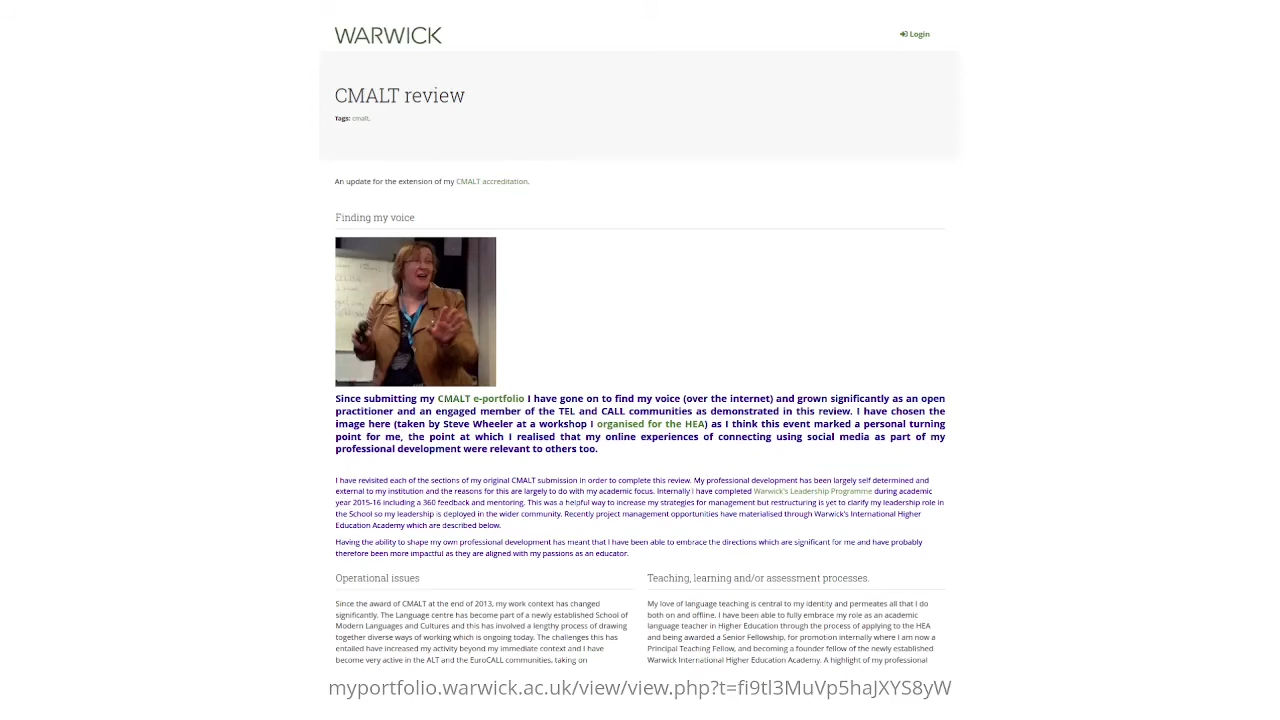 WARWICK
Login
CMALT review
Tags: cmalt,
An update for the extension of my CMALT accreditation.
Finding my voice
Since submitting my CMALT e-portfolio I have gone on to find my voice (over the internet) and grown significantly as an open
practitioner and an engaged member of the TEL and CALL communities as demonstrated in this review. I have chosen the
image here (taken by Steve Wheeler at a workshop I organised for the HEA) as I think this event marked a personal turning
point for me, the point at which I realised that my online experiences of connecting using social media as part of my
professional development were relevant to others too.
I have revisited each of the sections of my original CMALT submission in order to complete this review. My professional development has been largely self determined and
external to my institution and the reasons for this are largely to do with my academic focus. Internally I have completed Warwick's Leadership Programme during academic
year 2015-16 including a 360 feedback and mentoring. This was a helpful way to increase my strategies for management but restructuring is yet to clarify my leadership role in
the School so my leadership is deployed in the wider community. Recently project management opportunities have materialised through Warwick's International Higher
Education Academy which are described below.
Having the ability to shape my own professional development has meant that I have been able to embrace the directions which are significant for me and have probably
therefore been more impactful as they are aligned with my passions as an educator.
Operational issues
Since the award of CMALT at the end of 2013, my work context has changed
significantly. The Language centre has become part of a newly established School of
Modern Languages and Cultures and this has involved a lengthy process of drawing
together diverse ways of working which is ongoing today. The challenges this has
entailed have increased my activity beyond my immediate context and I have
become very active in the ALT and the EuroCALL communities, taking on
Teaching, learning and/or assessment processes.
My love of language teaching is central to my identity and permeates all that I do
both on and offline. I have been able to fully embrace my role as an academic
language teacher in Higher Education through the process of applying to the HEA
and being awarded a Senior Fellowship, for promotion internally where I am now a
Principal Teaching Fellow, and becoming a founder fellow of the newly established
Warwick International Higher Education Academy. A highlight of my professional
myportfolio.warwick.ac.uk/view/view.php?t=fi9tl3MuVp5haJXYS8yW